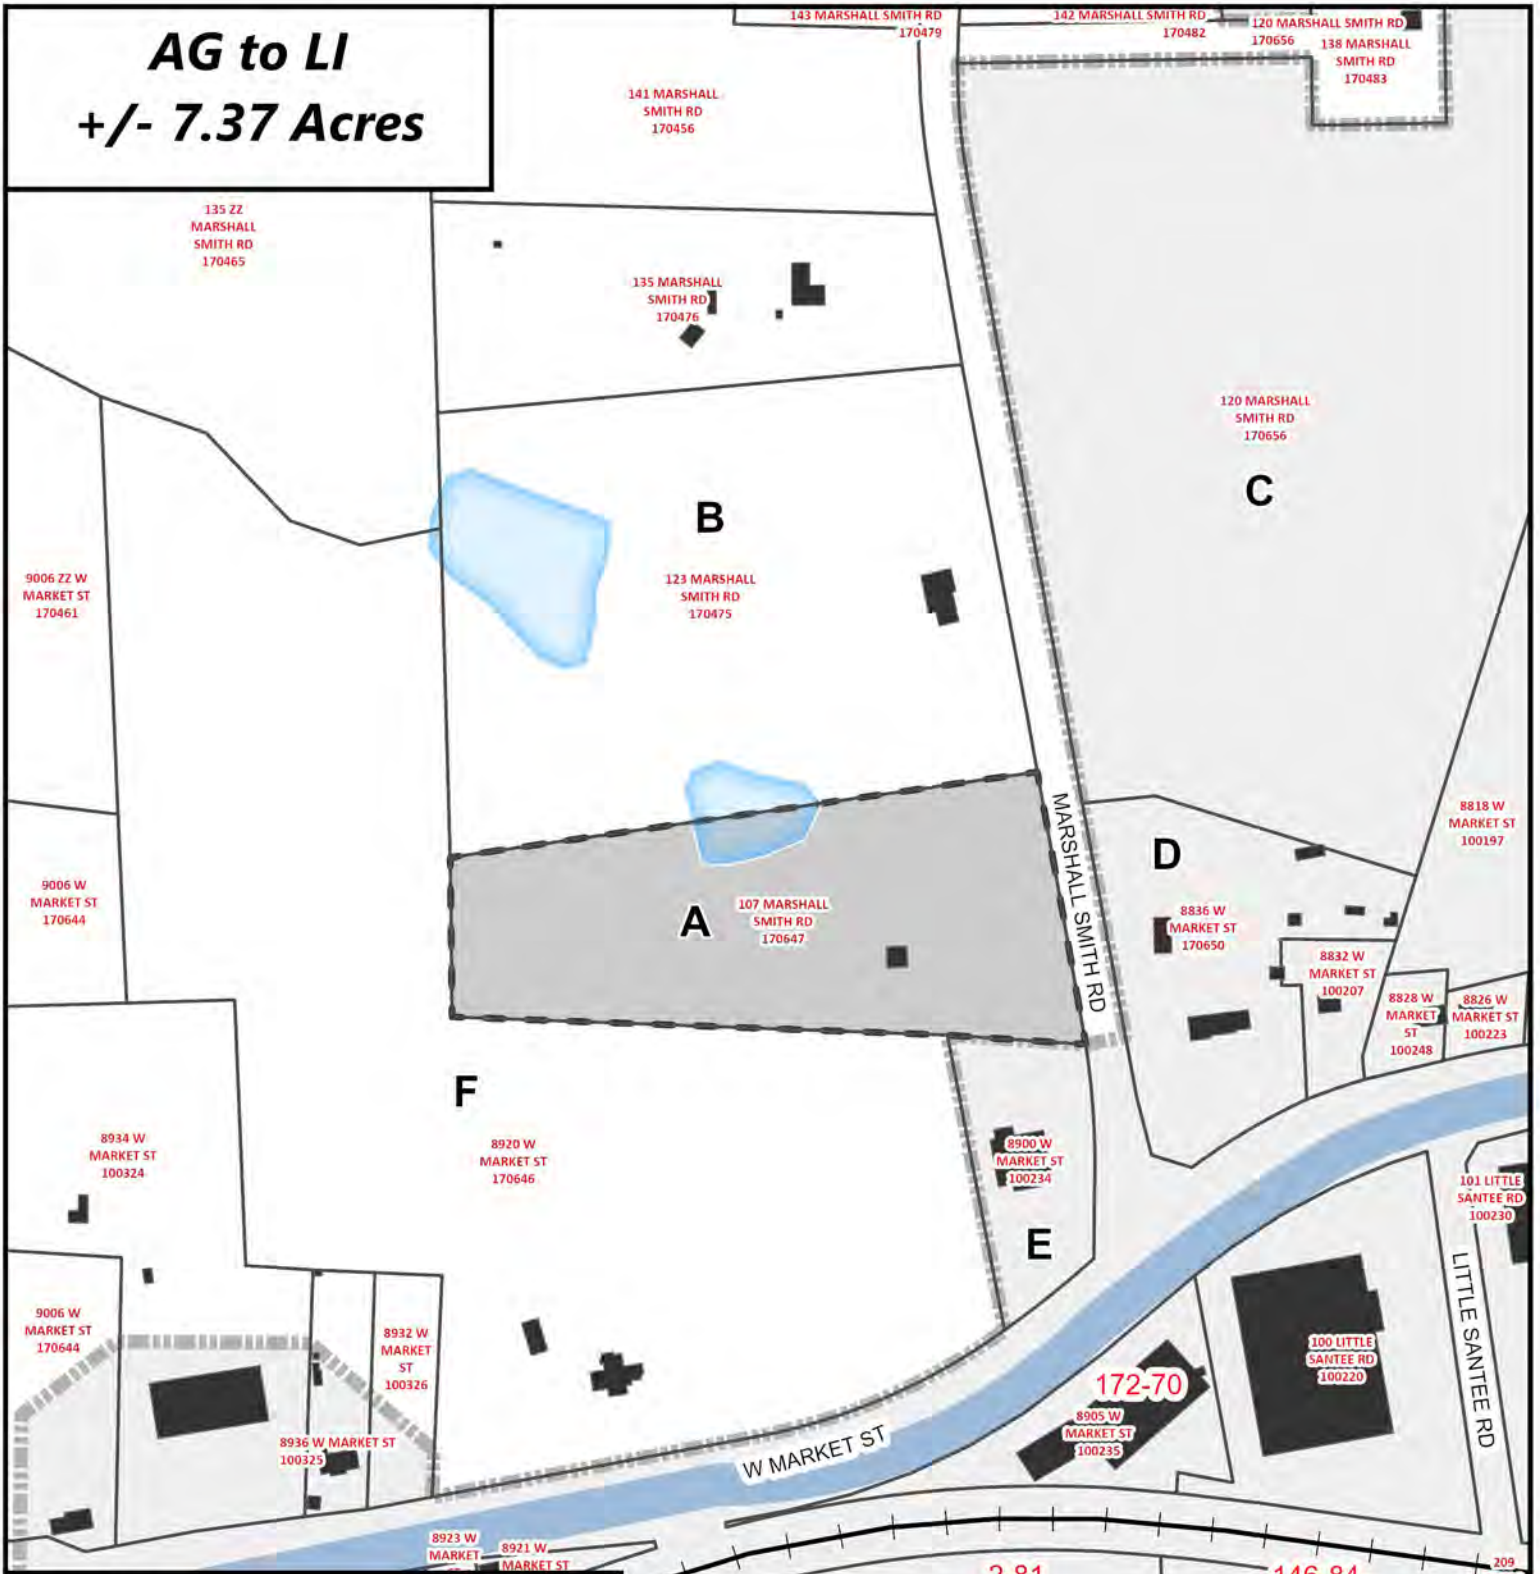 AG to LI
+/- 7.37 Acres
143 MARSHALL SMITH RD
170479
142 MARSHALL SMITH RD
170482
120 MARSHALL SMITH RD
170656
138 MARSHALL
SMITH RD
170483
141 MARSHALL
SMITH RD
170456
135 ZZ
MARSHALL
SMITH RD
170465
135 MARSHALL
SMITH RD
170476
120 MARSHALL
SMITH RD
170656
C
B
123 MARSHALL
SMITH RD
170475
9006 ZZ W
MARKET ST
170461
8818 W
MARKET ST
100197
MARSHALL SMITH RD
D
9006 W
MARKET ST
170644
A
107 MARSHALL
SMITH RD
170647
8836 W
MARKET ST
170650
8832 W
MARKET ST
100207
8828 W
MARKET
ST
100248
8826 W
MARKET ST
100223
F
8934 W
MARKET ST
100324
8920 W
MARKET ST
170646
8900 W
MARKET ST
100234
E
101 LITTLE
SANTEE RD
100230
LITTLE SANTEE RD
9006 W
MARKET ST
170644
8932 W
MARKET
ST
100326
100 LITTLE
SANTEE RD
100220
172-70
8905 W
MARKET ST
100235
8936 W MARKET ST
100325
W MARKET ST
8923 W
MARKET
8921 W
MARKET ST
2-81
146-84
209